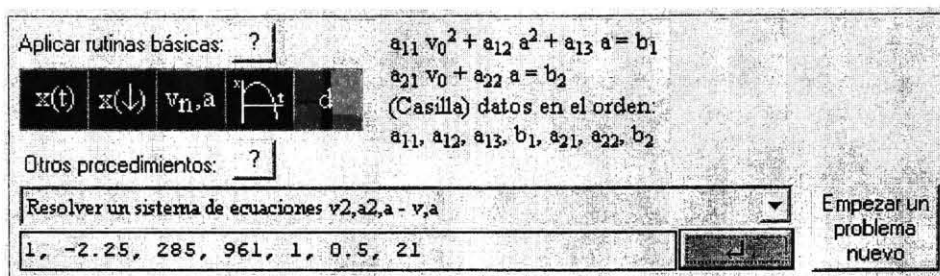 Aplicar rutinas básicas: ?
x(t) x(↓) vn,a x t d
a11 v0² + a12 a² + a13 a = b1
a21 v0 + a22 a = b2
(Casilla) datos en el orden:
a11, a12, a13, b1, a21, a22, b2
Otros procedimientos: ?
Resolver un sistema de ecuaciones v2,a2,a - v,a
1, -2.25, 285, 961, 1, 0.5, 21
Empezar un
problema
nuevo